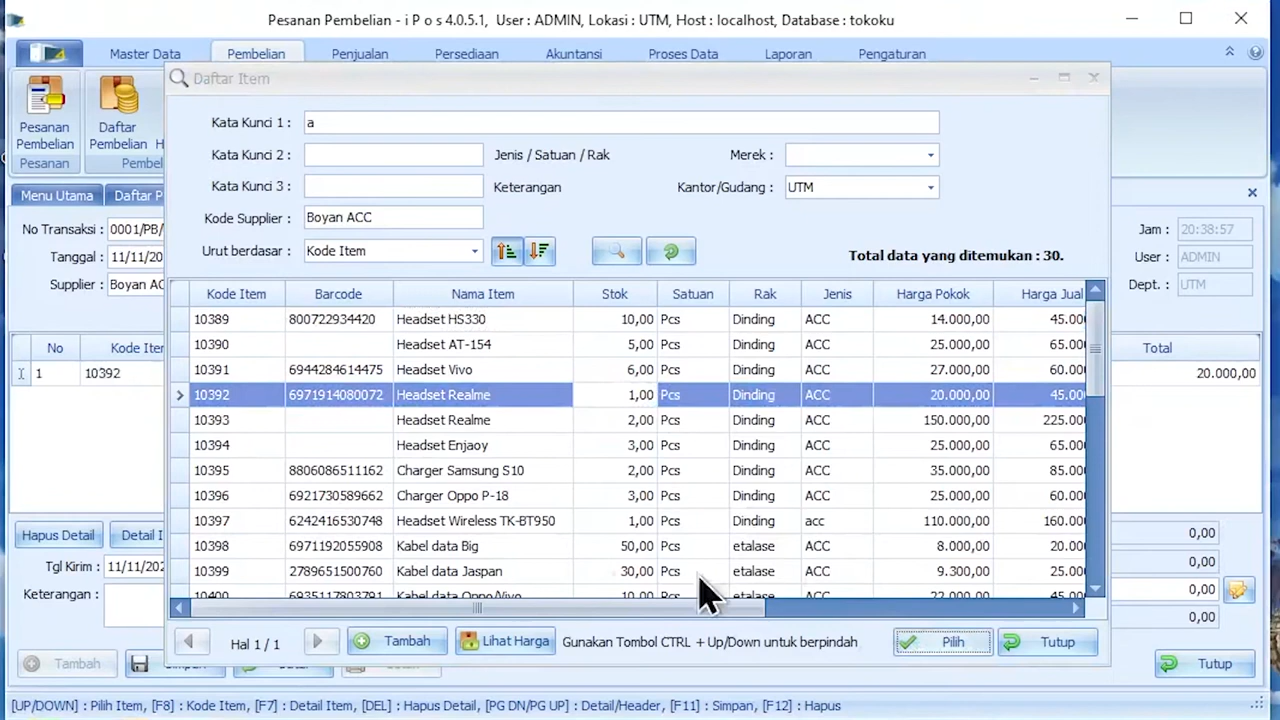 Pesanan Pembelian - i P o s 4.0.5.1, User : ADMIN, Lokasi : UTM, Host : localhost, Database : tokoku
Master Data Pembelian Penjualan Persediaan Akuntansi Proses Data Laporan Pengaturan
Pesanan Pembelian
Daftar Pembelian
Pesanan
Daftar Item
Kata Kunci 1 : a
Kata Kunci 2 : Jenis / Satuan / Rak Merek :
Kata Kunci 3 : Keterangan Kantor/Gudang : UTM
Kode Supplier : Boyan ACC
Urut berdasar : Kode Item Total data yang ditemukan : 30.
Menu Utama
No Transaksi : 0001/PB/ Jam : 20:38:57
Tanggal : 11/11/20 User : ADMIN
Supplier : Boyan AC Dept. : UTM
No Kode Iter Total
1 10392 20.000,00
Kode Item Barcode Nama Item Stok Satuan Rak Jenis Harga Pokok Harga Jual
10389 800722934420 Headset HS330 10,00 Pcs Dinding ACC 14.000,00 45.00
10390 Headset AT-154 5,00 Pcs Dinding ACC 25.000,00 65.00
10391 6944284614475 Headset Vivo 6,00 Pcs Dinding ACC 27.000,00 60.00
10392 6971914080072 Headset Realme 1,00 Pcs Dinding ACC 20.000,00 45.00
10393 Headset Realme 2,00 Pcs Dinding ACC 150.000,00 225.00
10394 Headset Enjaoy 3,00 Pcs Dinding ACC 25.000,00 65.00
10395 8806086511162 Charger Samsung S10 2,00 Pcs Dinding ACC 35.000,00 85.00
10396 6921730589662 Charger Oppo P-18 3,00 Pcs Dinding ACC 25.000,00 60.00
10397 6242416530748 Headset Wireless TK-BT950 1,00 Pcs Dinding acc 110.000,00 160.00
10398 6971192055908 Kabel data Big 50,00 Pcs etalase ACC 8.000,00 20.00
10399 2789651500760 Kabel data Jaspan 30,00 Pcs etalase ACC 9.300,00 25.00
10400 6935117803791 Kabel data Oppo/Vivo 10,00 Pcs etalase ACC 22.000,00 45.00
Hapus Detail Detail I 0,00
Tgl Kirim : 11/11/202 0,00
Keterangan : 0,00
0,00
Hal 1 / 1 Tambah Lihat Harga Gunakan Tombol CTRL + Up/Down untuk berpindah Pilih Tutup
Tambah Tutup
[UP/DOWN] : Pilih Item, [F8] : Kode Item, [F7] : Detail Item, [DEL] : Hapus Detail, [PG DN/PG UP] : Detail/Header, [F11] : Simpan, [F12] : Hapus